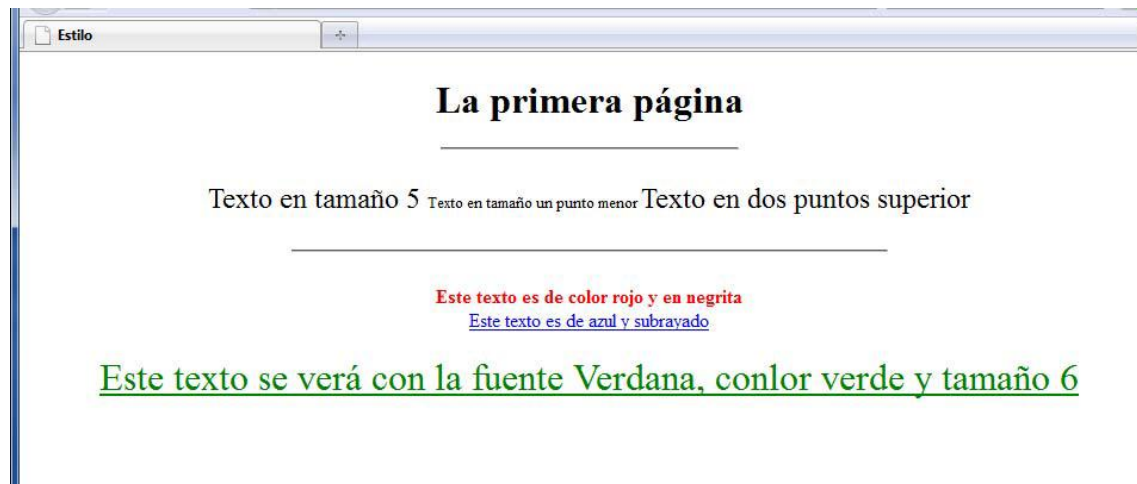 Estilo
La primera página
Texto en tamaño 5 Texto en tamaño un punto menor Texto en dos puntos superior
Este texto es de color rojo y en negrita
Este texto es de azul y subrayado
Este texto se verá con la fuente Verdana, conlor verde y tamaño 6